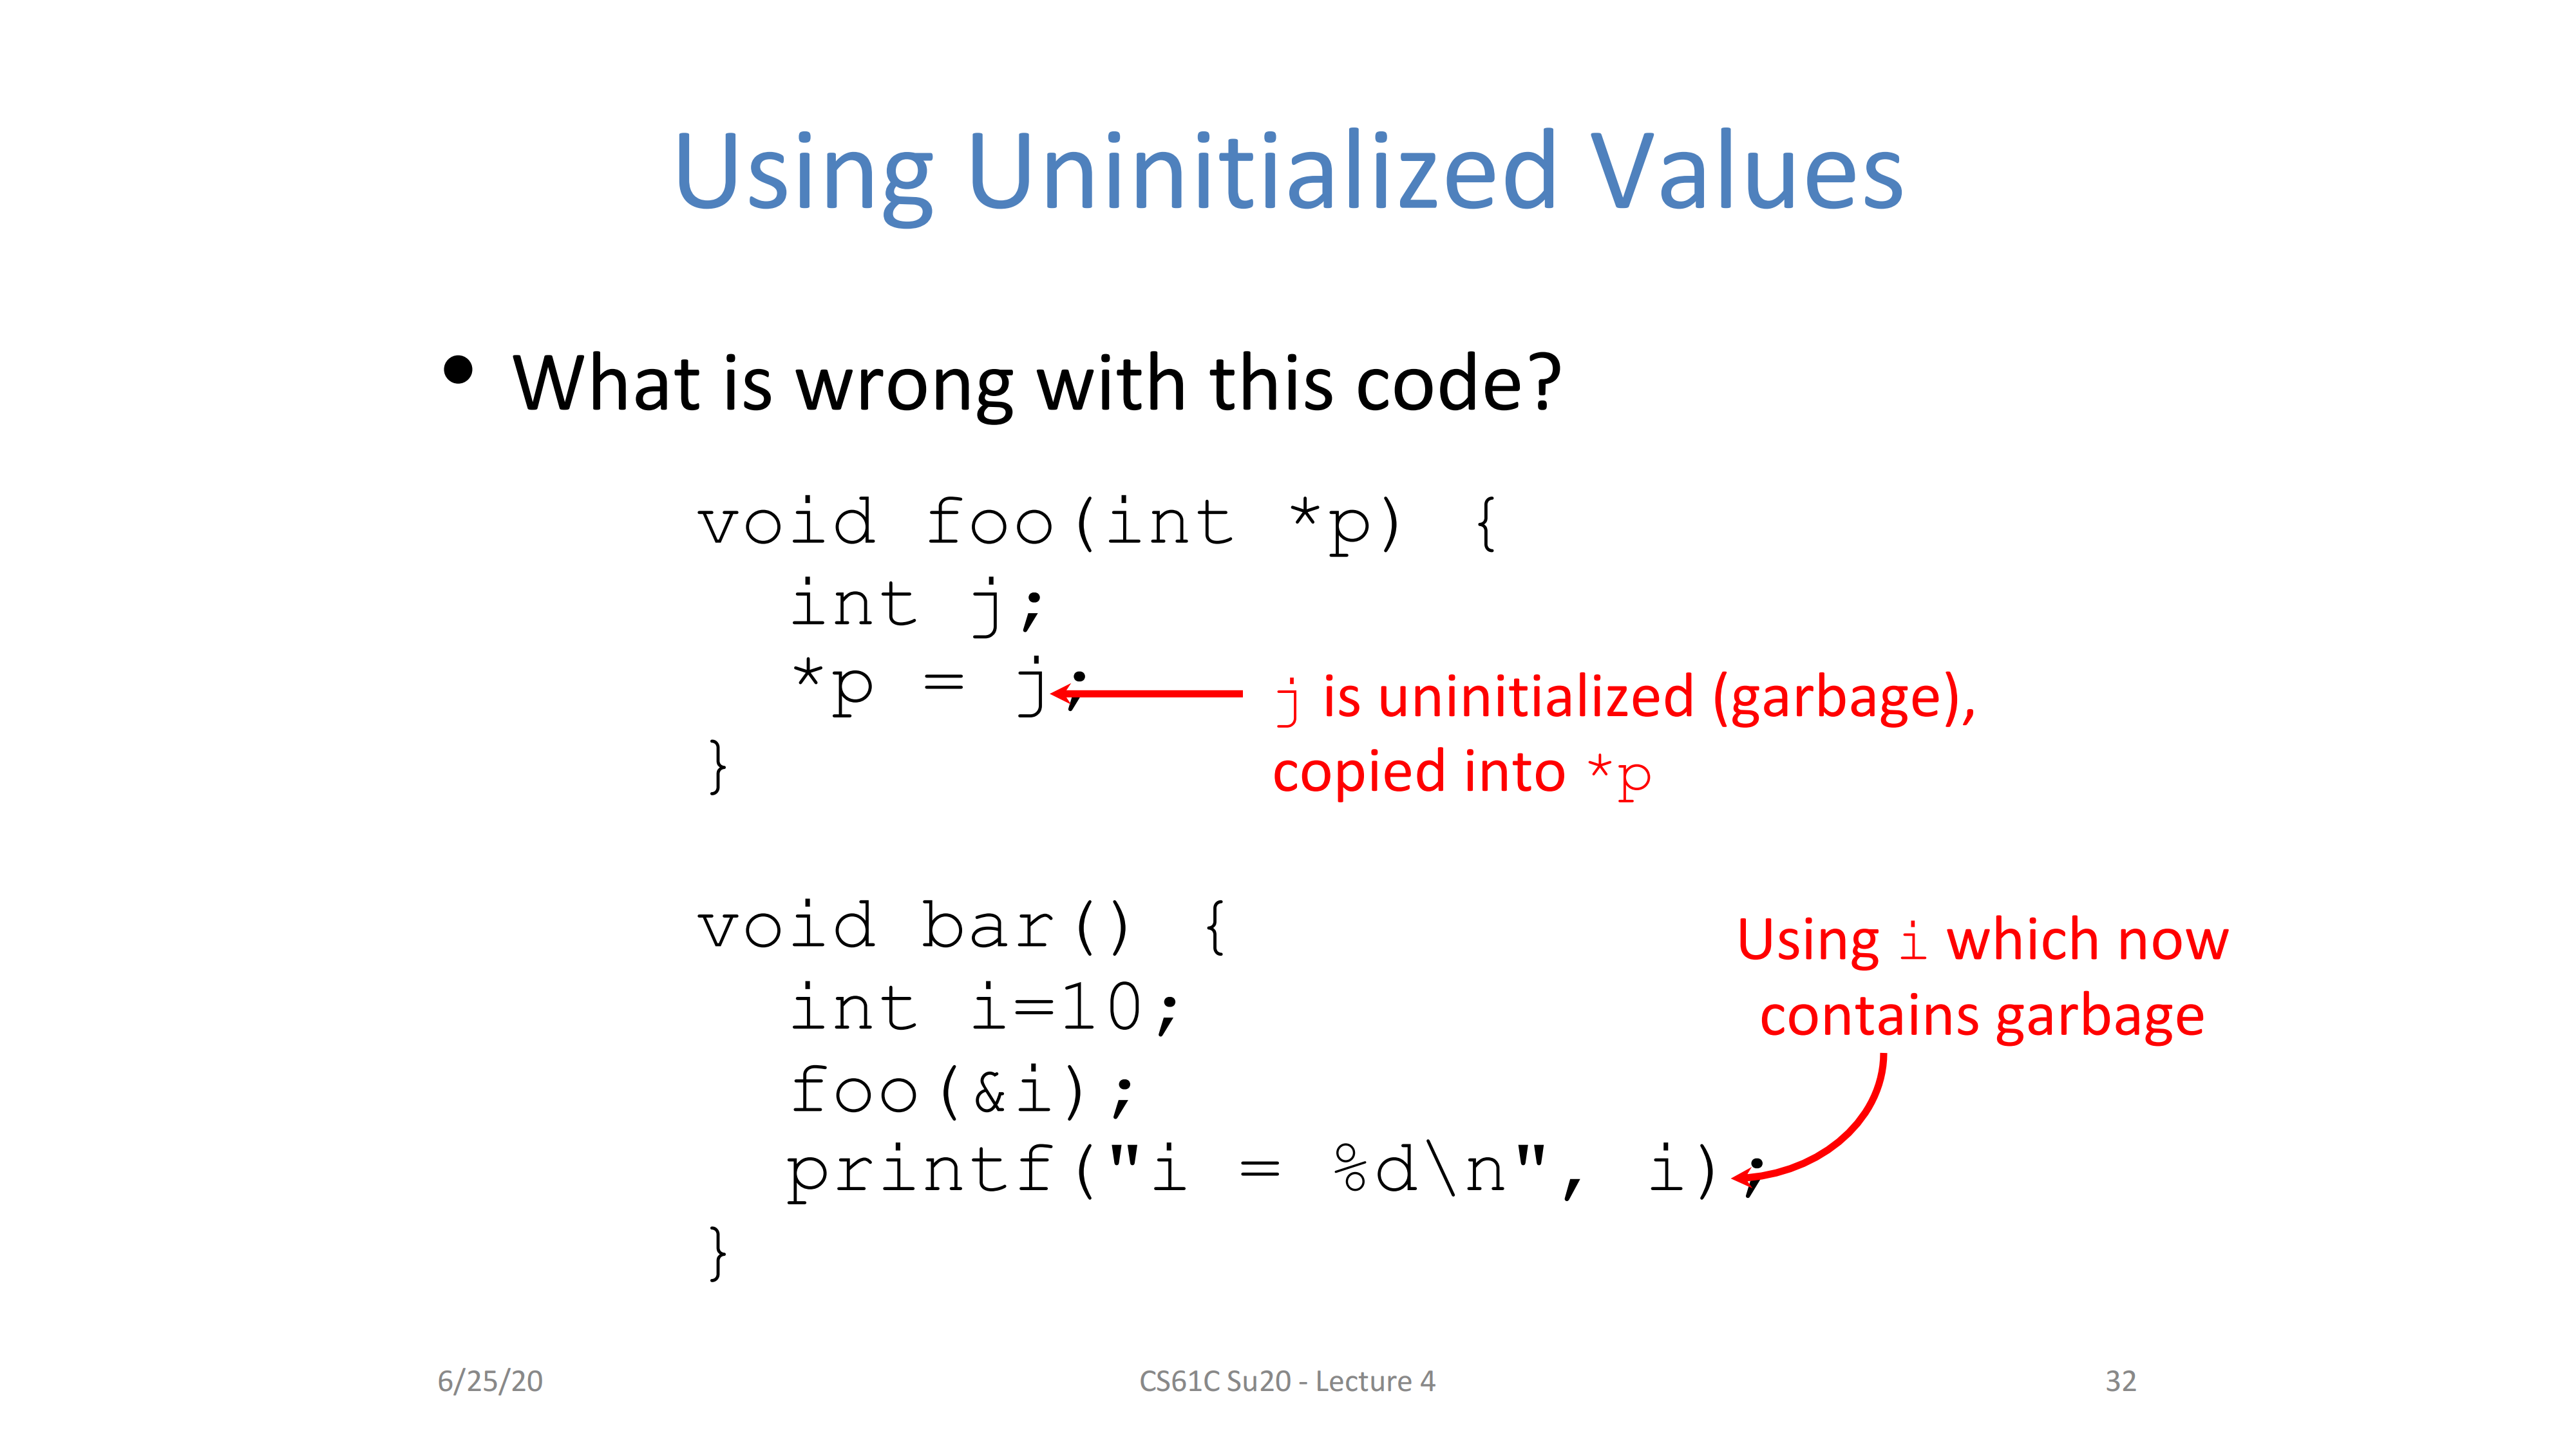 Using Uninitialized Values
• What is wrong with this code?
void foo(int *p) {
int j;
*p = j;
}
j is uninitialized (garbage),
copied into *p
void bar() {
int i=10;
foo(&i);
printf("i = %d\n", i);
}
Using i which now
contains garbage
6/25/20
CS61C Su20 - Lecture 4
32